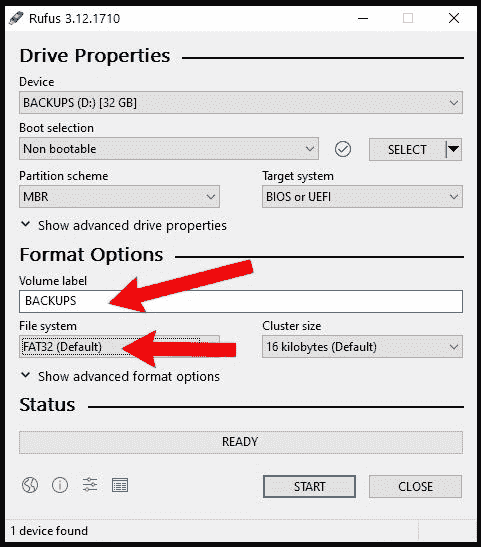 Rufus 3.12.1710
Drive Properties
Device
BACKUPS (D:) [32 GB]
Boot selection
Non bootable
SELECT
Partition scheme
Target system
MBR
BIOS or UEFI
Show advanced drive properties
Format Options
Volume label
BACKUPS
File system
Cluster size
FAT32 (Default)
16 kilobytes (Default)
Show advanced format options
Status
READY
START
CLOSE
1 device found